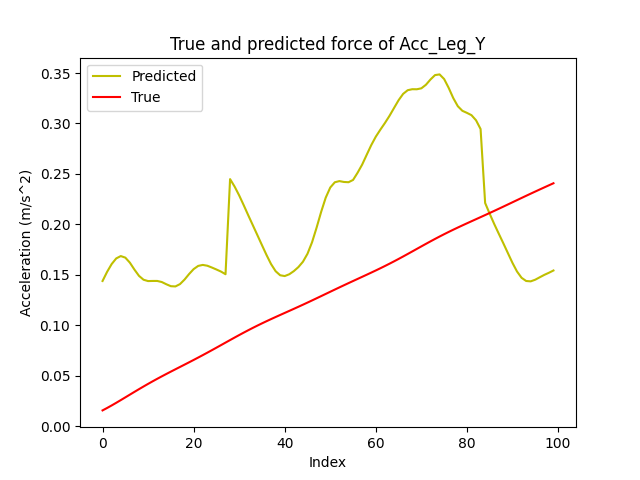 True and predicted force of Acc_Leg_Y
Predicted
True
0.35
0.30
0.25
0.20
0.15
0.10
0.05
0.00
Acceleration (m/s^2)
0 20 40 60 80 100
Index